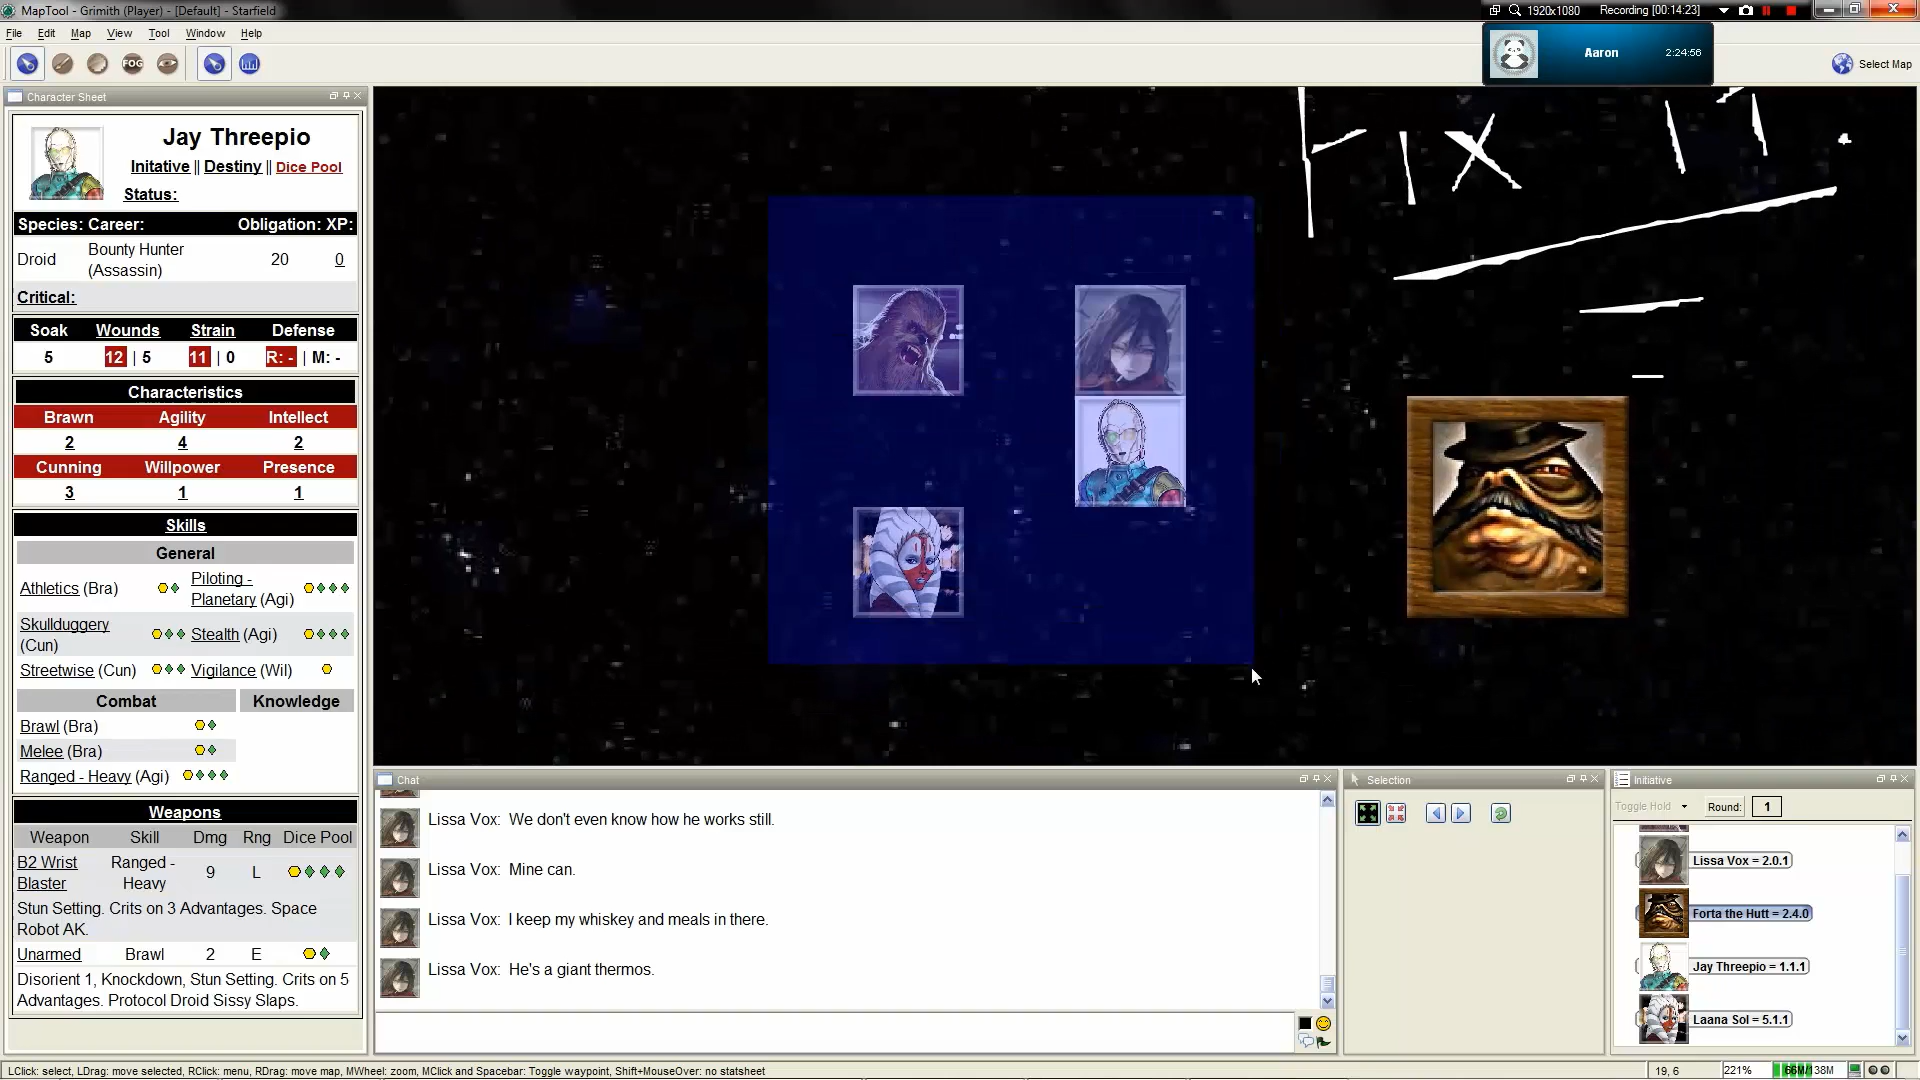 MapTool - Grimith (Player) - [Default] - Starfield
1920x1080 Recording [00:14:23]
File Edit Map View Tool Window Help
Aaron 2:24:56
FOG
Select Map
Character Sheet
Jay Threepio
Initative || Destiny || Dice Pool
Status:
Species: Career: Obligation: XP:
Droid Bounty Hunter (Assassin) 20 0
Critical:
Soak Wounds Strain Defense
5 12 | 5 11 | 0 R: - | M: -
Characteristics
Brawn Agility Intellect
2 4 2
Cunning Willpower Presence
3 1 1
Skills
General
Athletics (Bra) Piloting - Planetary (Agi)
Skullduggery (Cun) Stealth (Agi)
Streetwise (Cun) Vigilance (Wil)
Combat Knowledge
Brawl (Bra)
Melee (Bra)
Ranged - Heavy (Agi)
Weapons
Weapon Skill Dmg Rng Dice Pool
B2 Wrist Blaster Ranged - Heavy 9 L
Stun Setting. Crits on 3 Advantages. Space
Robot AK.
Unarmed Brawl 2 E
Disorient 1, Knockdown, Stun Setting. Crits on 5
Advantages. Protocol Droid Sissy Slaps.
Chat
Lissa Vox: We don't even know how he works still.
Lissa Vox: Mine can.
Lissa Vox: I keep my whiskey and meals in there.
Lissa Vox: He's a giant thermos.
Selection
Initiative
Toggle Hold Round: 1
Lissa Vox = 2.0.1
Forta the Hutt = 2.4.0
Jay Threepio = 1.1.1
Laana Sol = 5.1.1
LClick: select, LDrag: move selected, RClick: menu, RDrag: move map, MWheel: zoom, MClick and Spacebar: Toggle waypoint, Shift+MouseOver: no statsheet
19, 6 221% 66M/138M